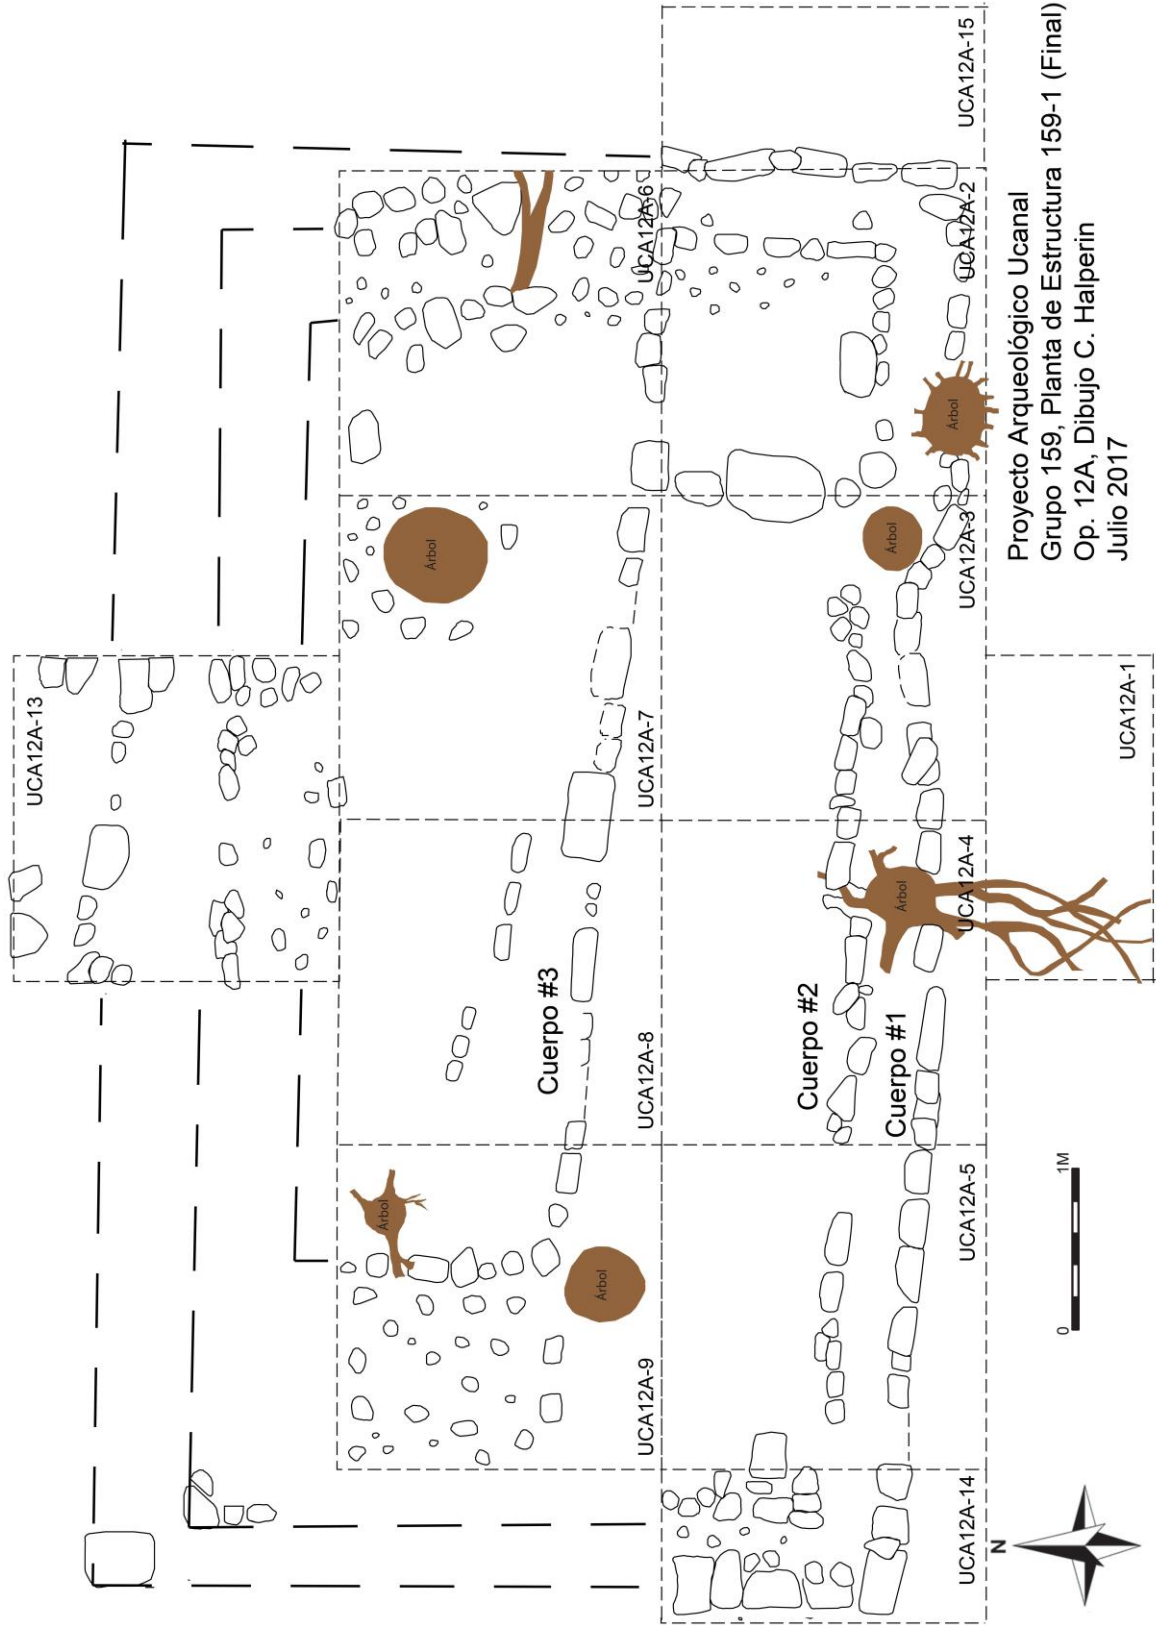 UCA12A-13
UCA12A-15
UCA12A-6
UCA12A-2
Árbol
Árbol
Árbol
UCA12A-3
UCA12A-7
UCA12A-1
Árbol
UCA12A-4
Cuerpo #3
Cuerpo #2
Cuerpo #1
UCA12A-8
Árbol
Árbol
UCA12A-5
UCA12A-9
UCA12A-14
0
1M
N
Proyecto Arqueológico Ucanal
Grupo 159, Planta de Estructura 159-1 (Final)
Op. 12A, Dibujo C. Halperin
Julio 2017